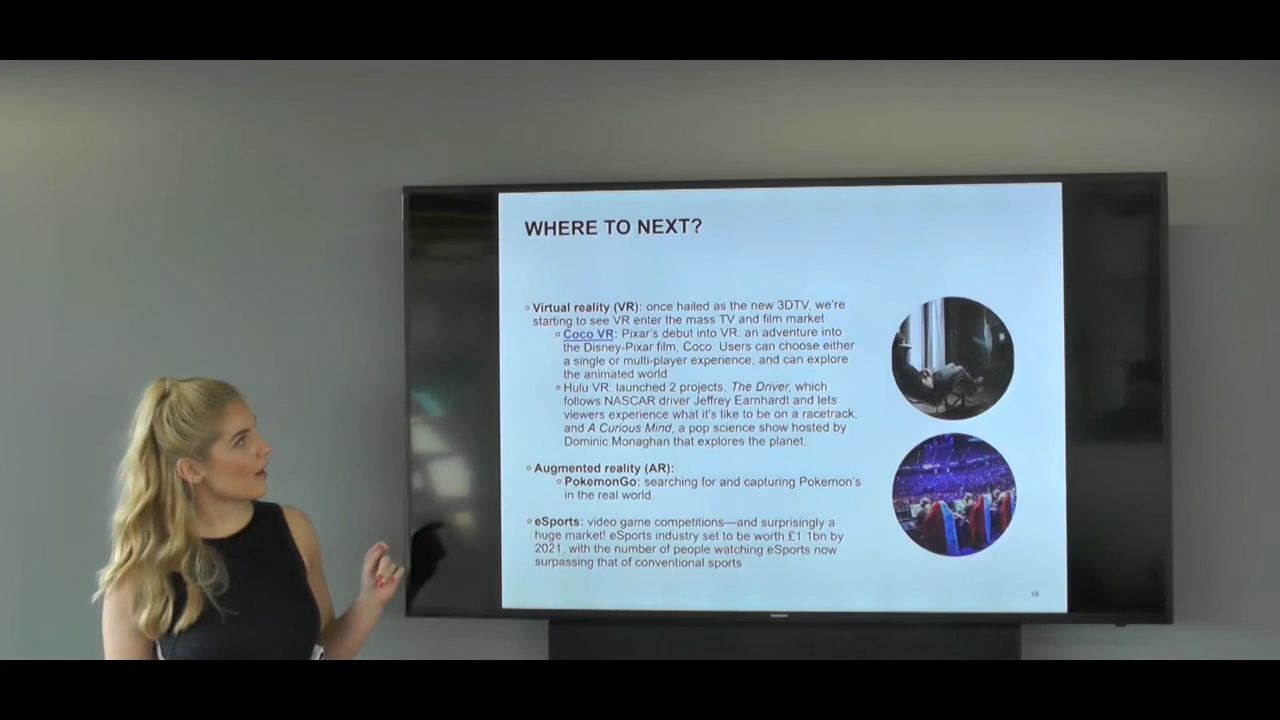 WHERE TO NEXT?
Virtual reality (VR): once hailed as the new 3DTV, we're
starting to see VR enter the mass TV and film market
Coco VR: Pixar's debut into VR: an adventure into
the Disney-Pixar film, Coco. Users can choose either
a single or multi-player experience, and can explore
the animated world.
Hulu VR: launched 2 projects, The Driver, which
follows NASCAR driver Jeffrey Earnhardt and lets
viewers experience what it's like to be on a racetrack,
and A Curious Mind, a pop science show hosted by
Dominic Monaghan that explores the planet.
Augmented reality (AR):
PokemonGo: searching for and capturing Pokemon's
in the real world.
eSports: video game competitions—and surprisingly a
huge market! eSports industry set to be worth £1.1bn by
2021, with the number of people watching eSports now
surpassing that of conventional sports
16
SAMSUNG